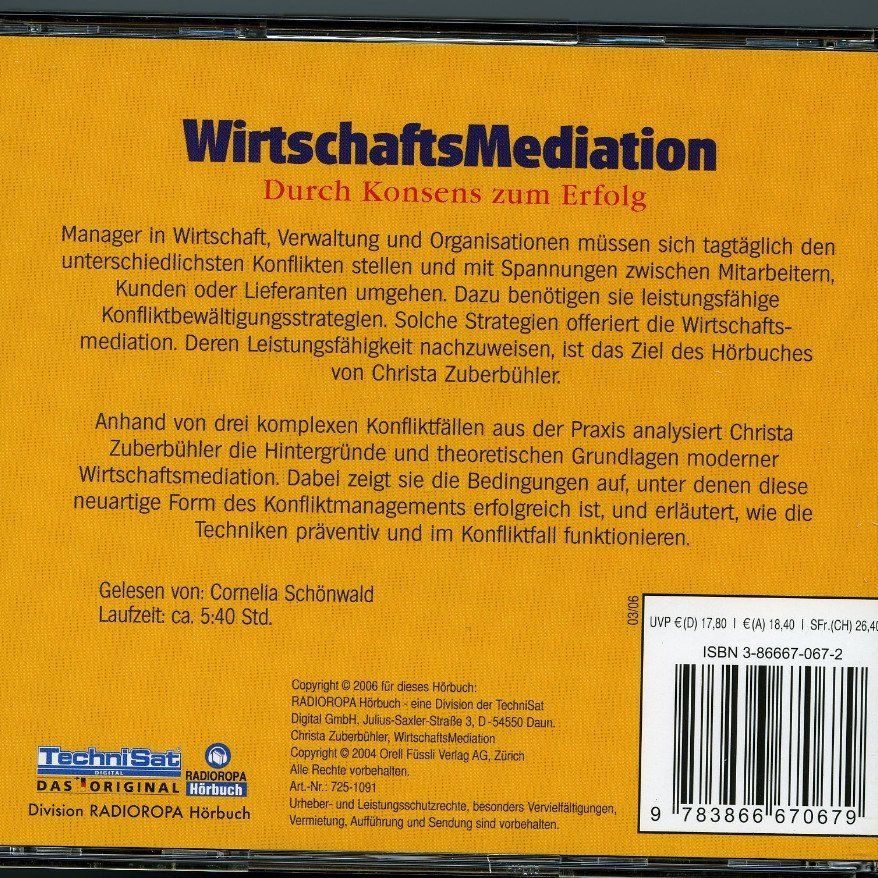 WirtschaftsMediation
Durch Konsens zum Erfolg
Manager in Wirtschaft, Verwaltung und Organisationen müssen sich tagtäglich den
unterschiedlichsten Konflikten stellen und mit Spannungen zwischen Mitarbeitern,
Kunden oder Lieferanten umgehen. Dazu benötigen sie leistungsfähige
Konfliktbewältigungsstrategien. Solche Strategien offeriert die Wirtschafts-
mediation. Deren Leistungsfähigkeit nachzuweisen, ist das Ziel des Hörbuches
von Christa Zuberbühler.
Anhand von drei komplexen Konfliktfällen aus der Praxis analysiert Christa
Zuberbühler die Hintergründe und theoretischen Grundlagen moderner
Wirtschaftsmediation. Dabei zeigt sie die Bedingungen auf, unter denen diese
neuartige Form des Konfliktmanagements erfolgreich ist, und erläutert, wie die
Techniken präventiv und im Konfliktfall funktionieren.
Gelesen von: Cornelia Schönwald
Laufzeit: ca. 5:40 Std.
03/06
UVP €(D) 17,80 I €(A) 18,40 I SFr.(CH) 26,40
ISBN 3-86667-067-2
9 783866 670679
Copyright © 2006 für dieses Hörbuch:
RADIOROPA Hörbuch - eine Division der TechniSat
Digital GmbH, Julius-Saxler-Straße 3, D-54550 Daun.
Christa Zuberbühler, WirtschaftsMediation
Copyright © 2004 Orell Füssli Verlag AG, Zürich
Alle Rechte vorbehalten.
Art.-Nr.: 725-1091
Urheber- und Leistungsschutzrechte, besonders Vervielfältigungen,
Vermietung, Aufführung und Sendung sind vorbehalten.
TechniSat
DIGITAL
DAS ORIGINAL
RADIOROPA
Hörbuch
Division RADIOROPA Hörbuch